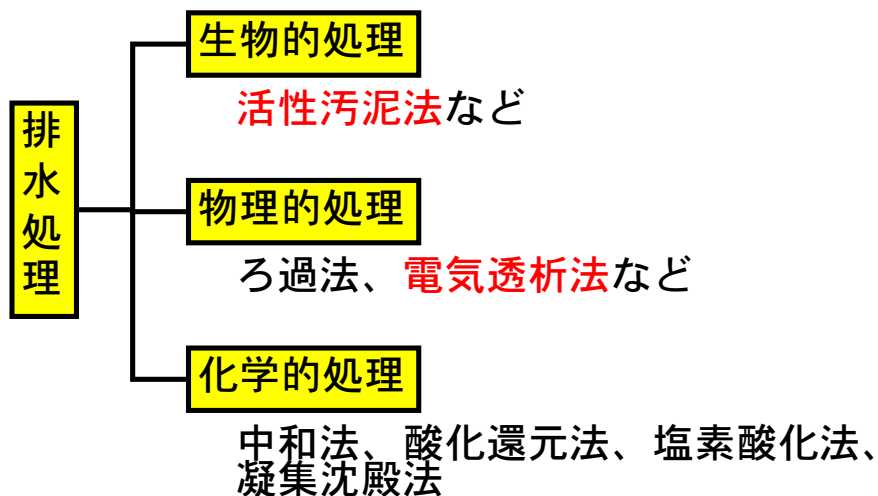 排水処理
生物的処理
活性汚泥法など
物理的処理
ろ過法、電気透析法など
化学的処理
中和法、酸化還元法、塩素酸化法、
凝集沈殿法